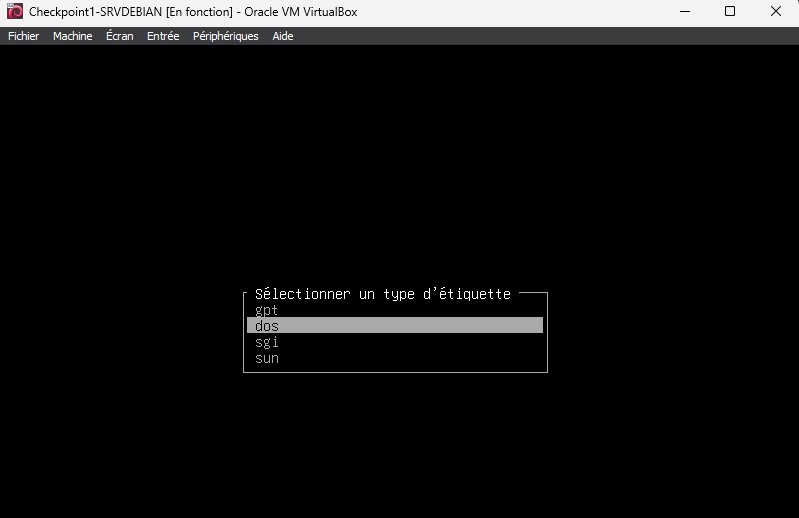 Checkpoint1-SRVDEBIAN [En fonction] - Oracle VM VirtualBox
Fichier Machine Écran Entrée Périphériques Aide
Sélectionner un type d'étiquette
gpt
dos
sgi
sun